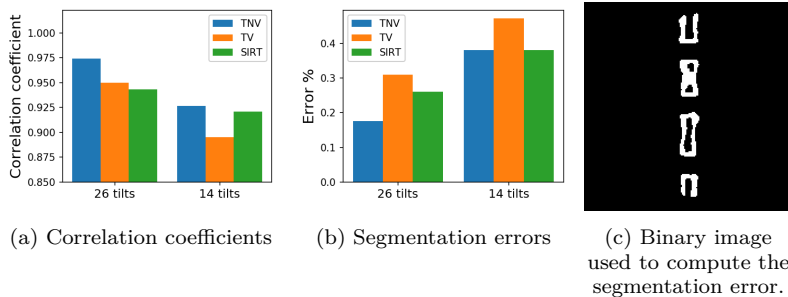 Correlation coefficient
1.000
0.975
0.950
0.925
0.900
0.875
0.850
TNV
TV
SIRT
26 tilts
14 tilts
Error %
0.4
0.3
0.2
0.1
0.0
TNV
TV
SIRT
26 tilts
14 tilts
(a) Correlation coefficients
(b) Segmentation errors
(c) Binary image
used to compute the
segmentation error.